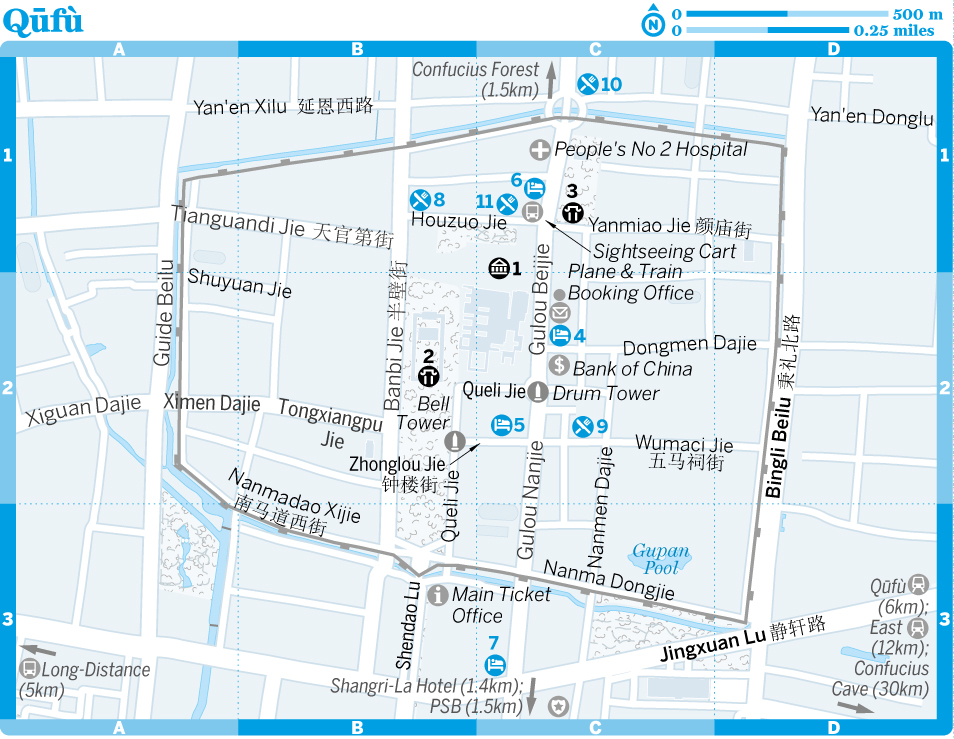 Qūfù
0 500 m
0 0.25 miles
A B C D
Confucius Forest
(1.5km)
10
Yan'en Xilu 延恩西路
Yan'en Donglu
1 1
People's No 2 Hospital
6
3
8
11
Houzuo Jie
Tianguandi Jie 天官第街
Yanmiao Jie 颜庙街
Sightseeing Cart
1
Plane & Train
Booking Office
Shuyuan Jie
Guide Beilu
Banbi Jie 半壁街
Gulou Beijie
4
Dongmen Dajie
Bingli Beilu 秉礼北路
2
Bank of China
2 2
Queli Jie
Drum Tower
Xiguan Dajie
Ximen Dajie
Tongxiangpu
Jie
Bell
Tower
5
9
Wumaci Jie
五马祠街
Zhonglou Jie
钟楼街
Nanmadao Xijie
南马道西街
Queli Jie
Gulou Nanjie
Nanmen Dajie
Gupan
Pool
Nanma Dongjie
Main Ticket
Office
Shendao Lu
Qūfù
(6km);
East
(12km);
Confucius
Cave (30km)
3 3
7
Jingxuan Lu 静轩路
Long-Distance
(5km)
Shangri-La Hotel (1.4km);
PSB (1.5km)
A B C D